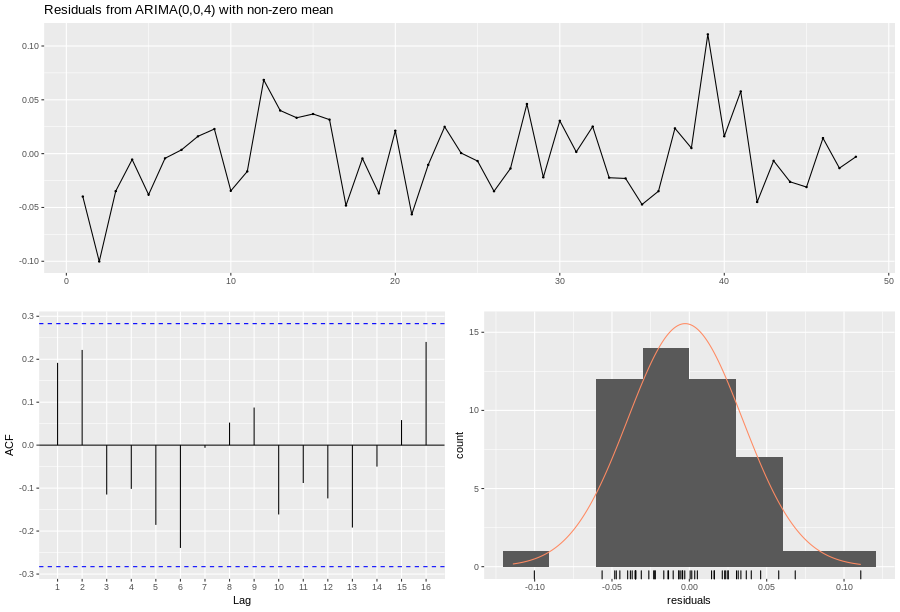 Residuals from ARIMA(0,0,4) with non-zero mean
0.10
0.05
0.00
-0.05
-0.10
0 10 20 30 40 50
0.3
0.2
0.1
0.0
-0.1
-0.2
-0.3
ACF
1 2 3 4 5 6 7 8 9 10 11 12 13 14 15 16
Lag
15
10
5
0
count
-0.10 -0.05 0.00 0.05 0.10
residuals